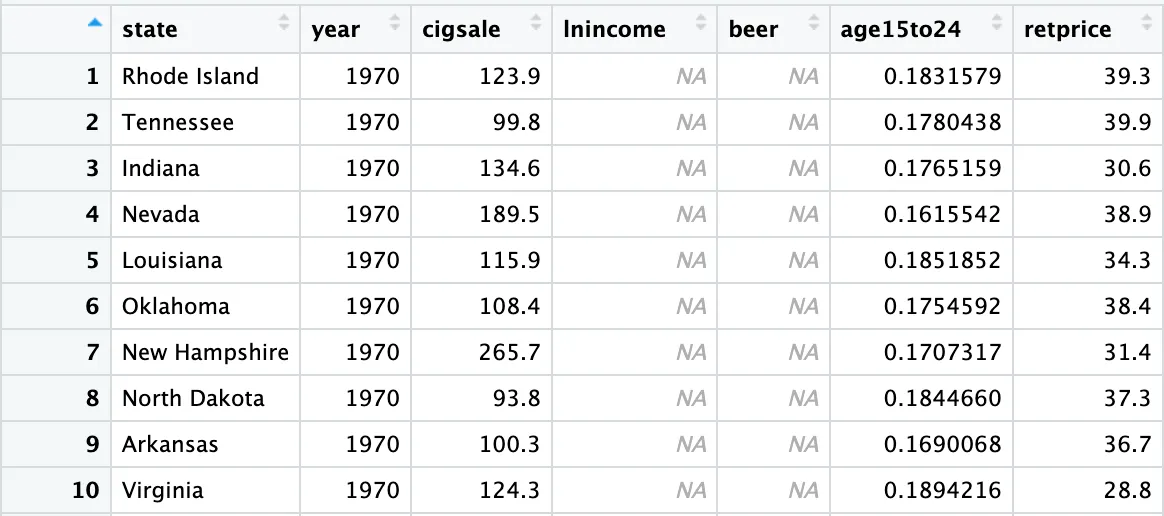 state year cigsale lnincome beer age15to24 retprice
1 Rhode Island 1970 123.9 NA NA 0.1831579 39.3
2 Tennessee 1970 99.8 NA NA 0.1780438 39.9
3 Indiana 1970 134.6 NA NA 0.1765159 30.6
4 Nevada 1970 189.5 NA NA 0.1615542 38.9
5 Louisiana 1970 115.9 NA NA 0.1851852 34.3
6 Oklahoma 1970 108.4 NA NA 0.1754592 38.4
7 New Hampshire 1970 265.7 NA NA 0.1707317 31.4
8 North Dakota 1970 93.8 NA NA 0.1844660 37.3
9 Arkansas 1970 100.3 NA NA 0.1690068 36.7
10 Virginia 1970 124.3 NA NA 0.1894216 28.8